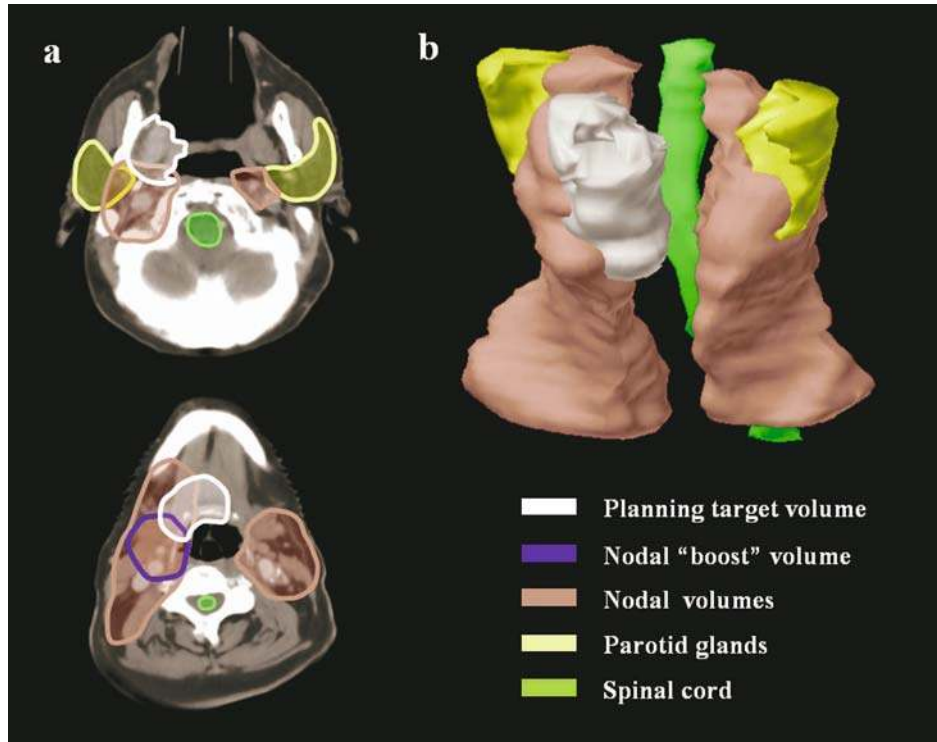 a
b
Planning target volume
Nodal “boost” volume
Nodal volumes
Parotid glands
Spinal cord